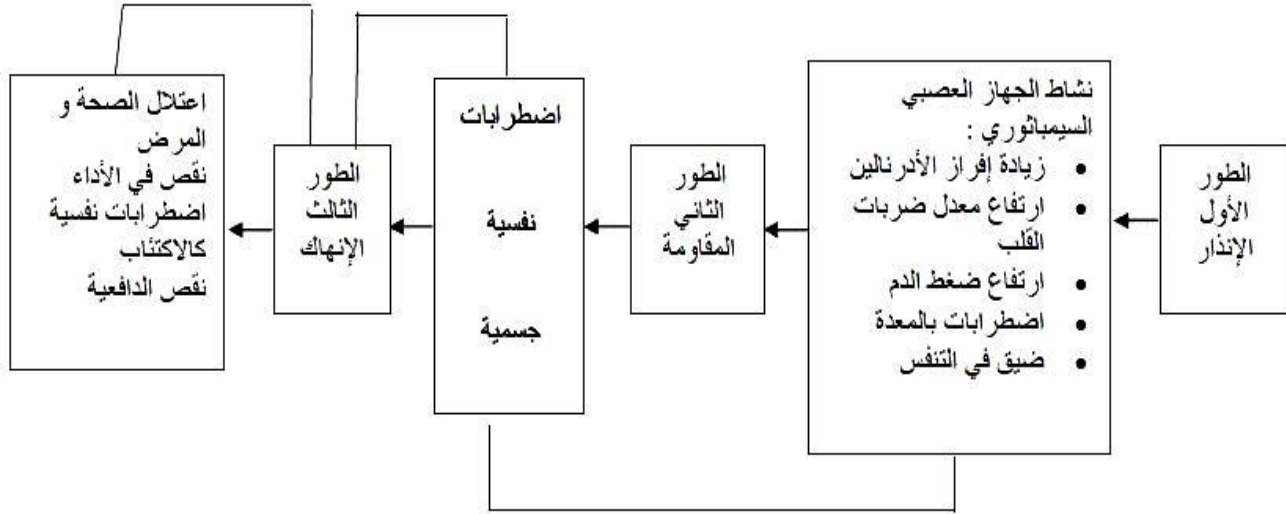 الطور
الأول
الإنذار
نشاط الجهاز العصبي
السيمباثوري :
• زيادة إفراز الأدرنالين
• ارتفاع معدل ضربات
القلب
• ارتفاع ضغط الدم
• اضطرابات بالمعدة
• ضيق في التنفس
الطور
الثاني
المقاومة
اضطرابات
نفسية
جسمية
الطور
الثالث
الإنهاك
اعتلال الصحة و
المرض
نقص في الأداء
اضطرابات نفسية
كالاكتئاب
نقص الدافعية